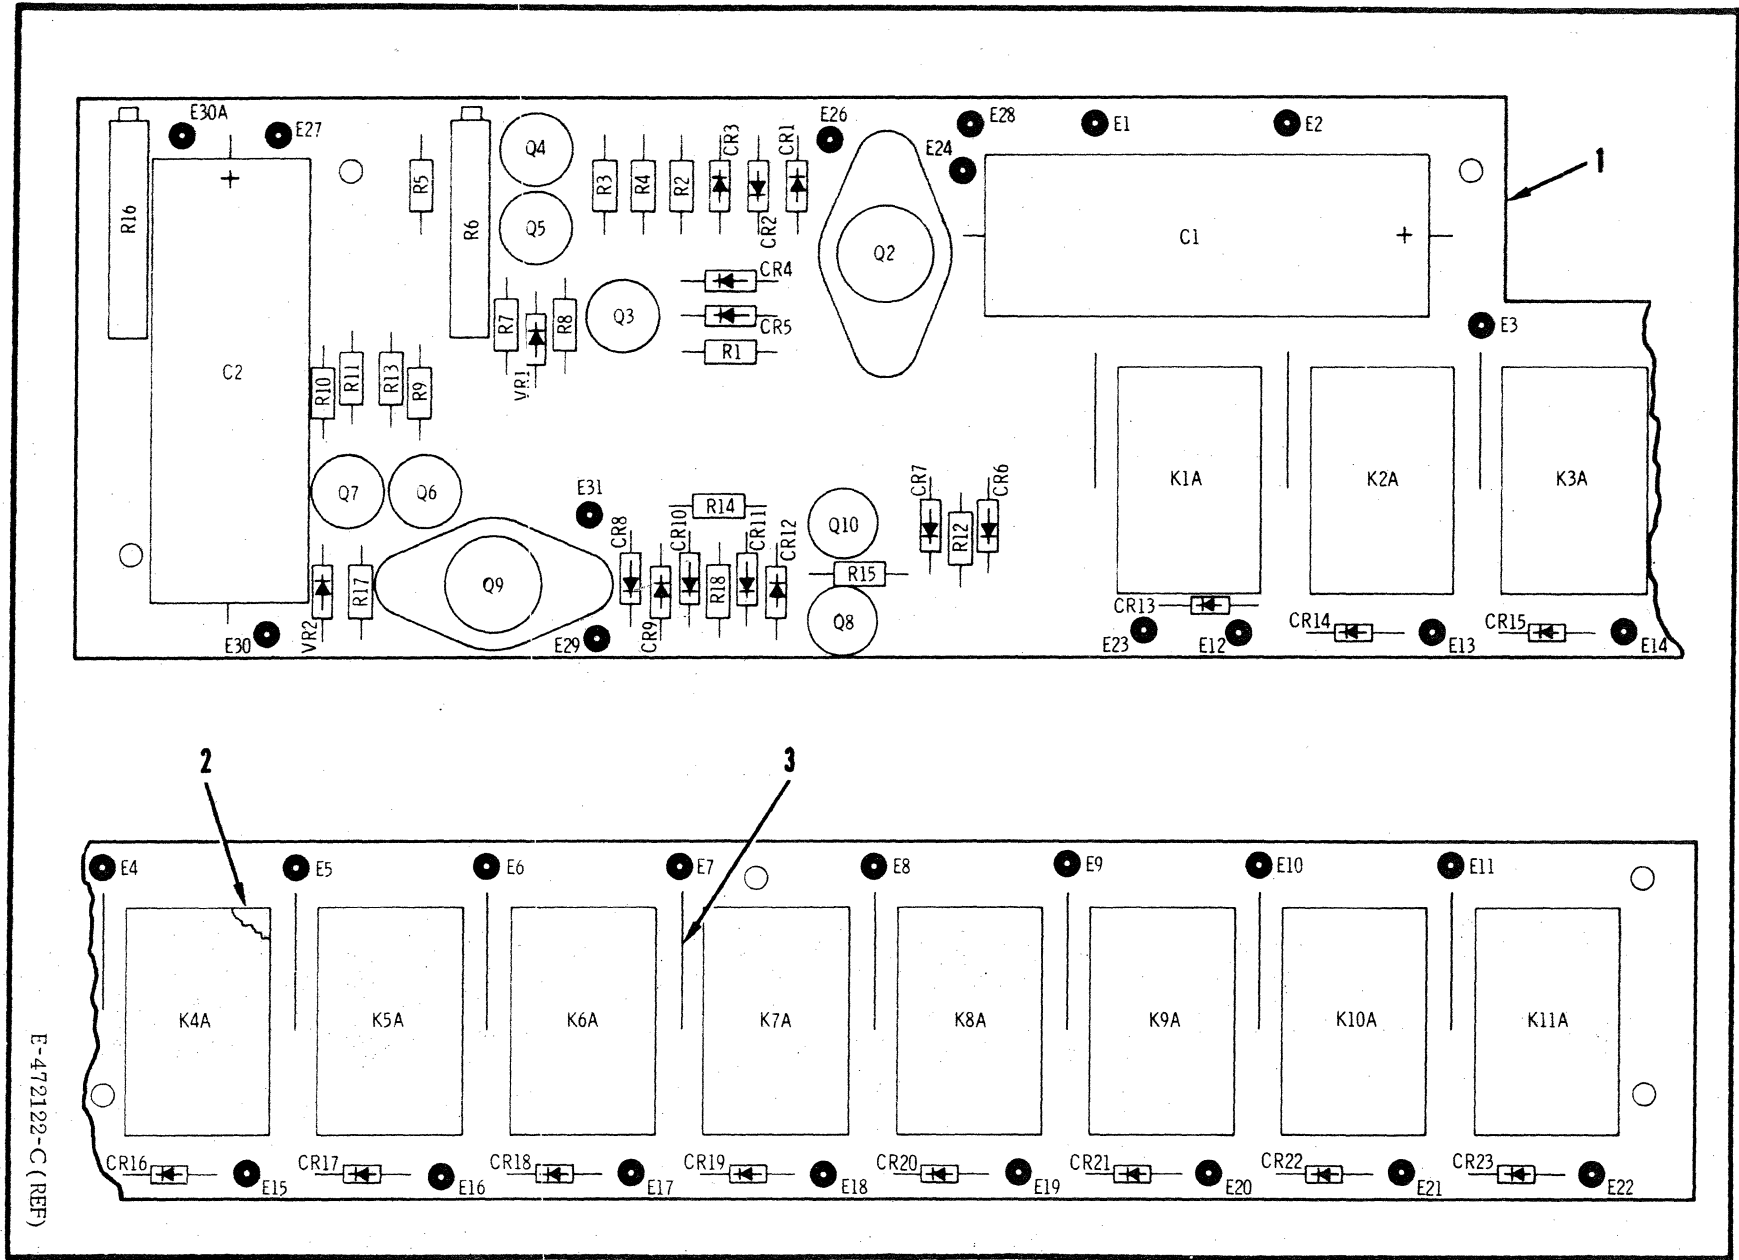 E30A
E27
E26
E28
E1
E2
E24
1
R16
+
R5
R6
Q4
Q5
R3
R4
R2
CR3
CR2
CR1
Q2
C1
+
CR4
CR5
R1
R7
VR1
R8
Q3
E3
C2
R10
R11
R13
R9
K1A
K2A
K3A
Q7
Q6
E31
CR8
CR10
R14
CR11
CR12
Q10
CR7
R12
CR6
VR2
R17
Q9
CR9
R18
R15
Q8
E30
E29
CR13
E23
E12
CR14
E13
CR15
E14
2
3
E4
E5
E6
E7
E8
E9
E10
E11
K4A
K5A
K6A
K7A
K8A
K9A
K10A
K11A
CR16
E15
CR17
E16
CR18
E17
CR19
E18
CR20
E19
CR21
E20
CR22
E21
CR23
E22
E-472122-C (REF)